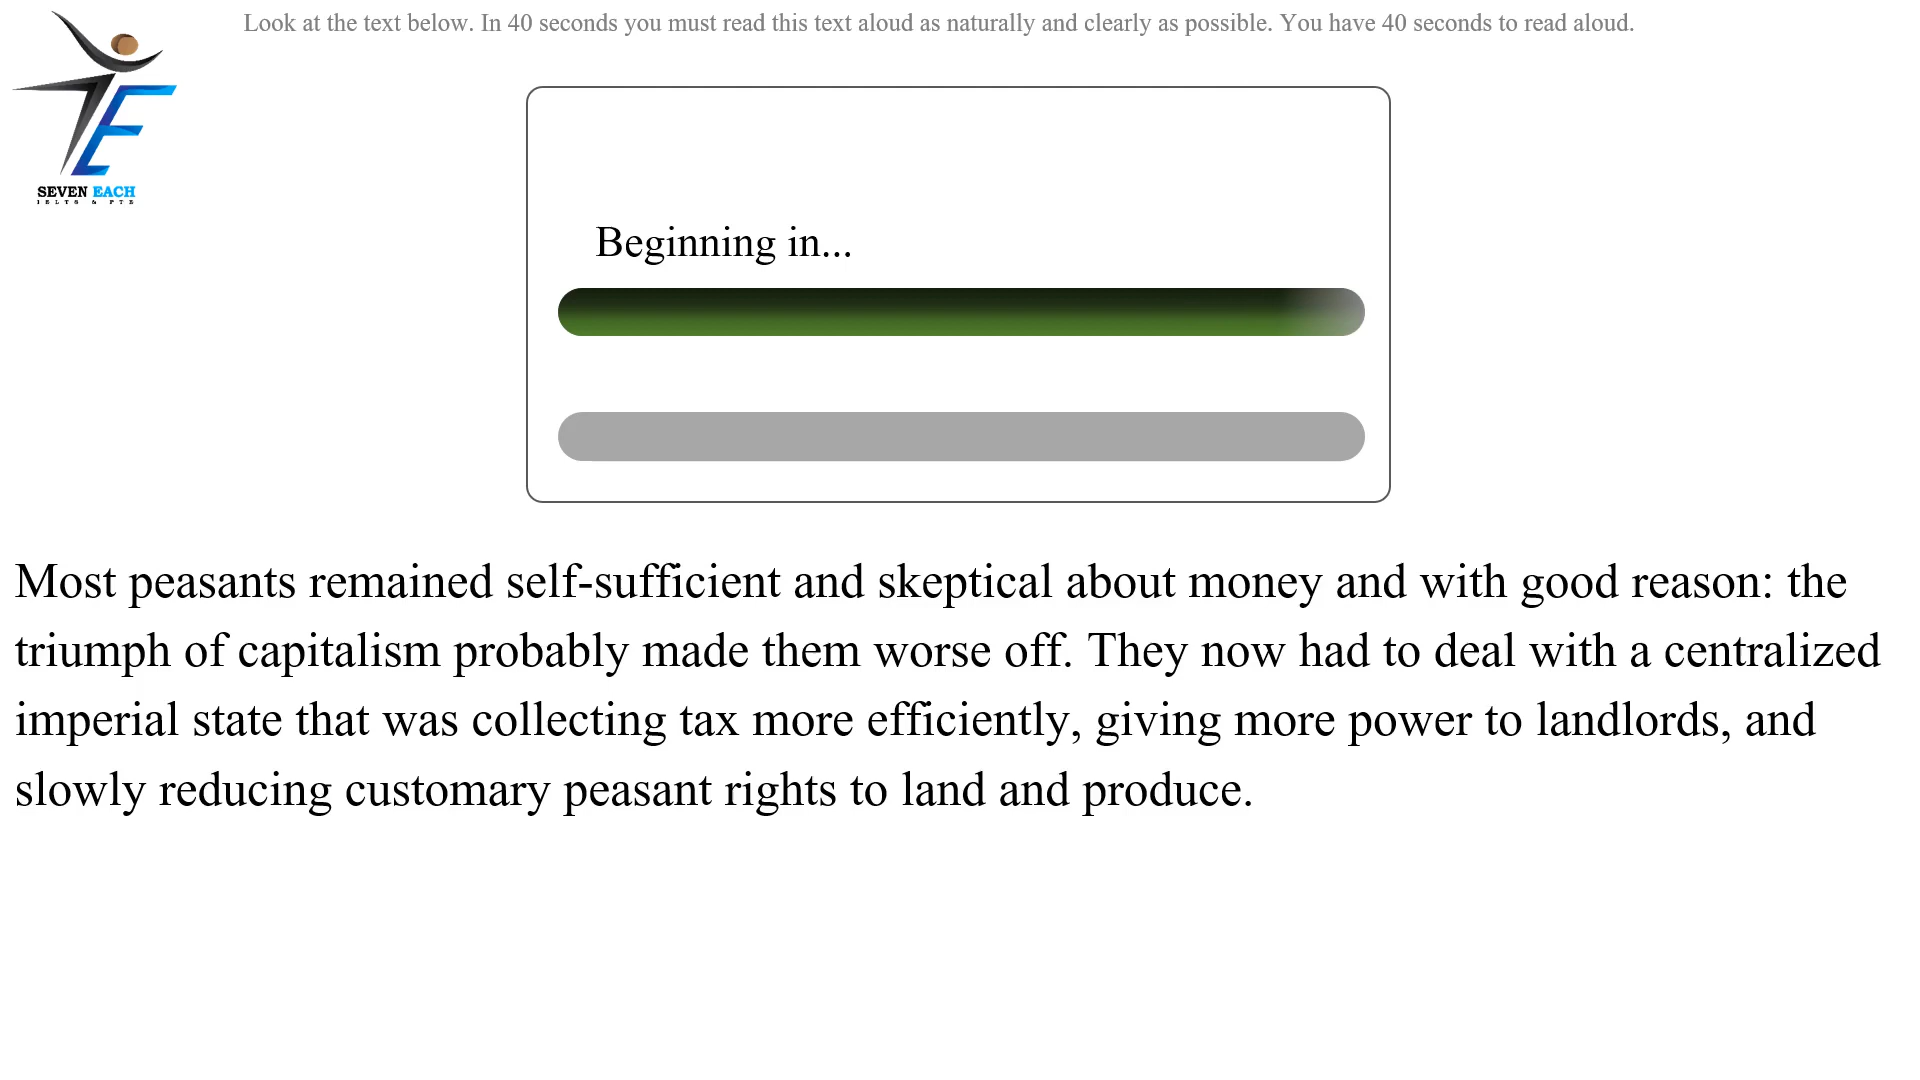 Look at the text below. In 40 seconds you must read this text aloud as naturally and clearly as possible. You have 40 seconds to read aloud.
SEVEN EACH
IELTS & PTE
Beginning in...
Most peasants remained self-sufficient and skeptical about money and with good reason: the
triumph of capitalism probably made them worse off. They now had to deal with a centralized
imperial state that was collecting tax more efficiently, giving more power to landlords, and
slowly reducing customary peasant rights to land and produce.